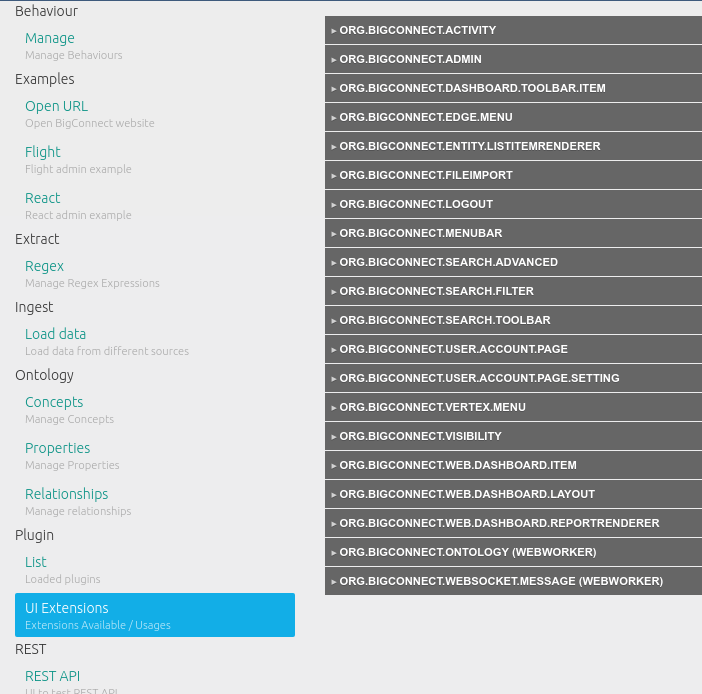 Behaviour
Manage
Manage Behaviours
Examples
Open URL
Open BigConnect website
Flight
Flight admin example
React
React admin example
Extract
Regex
Manage Regex Expressions
Ingest
Load data
Load data from different sources
Ontology
Concepts
Manage Concepts
Properties
Manage Properties
Relationships
Manage relationships
Plugin
List
Loaded plugins
UI Extensions
Extensions Available / Usages
REST
REST API
UI to test REST API
ORG.BIGCONNECT.ACTIVITY
ORG.BIGCONNECT.ADMIN
ORG.BIGCONNECT.DASHBOARD.TOOLBAR.ITEM
ORG.BIGCONNECT.EDGE.MENU
ORG.BIGCONNECT.ENTITY.LISTITEMRENDERER
ORG.BIGCONNECT.FILEIMPORT
ORG.BIGCONNECT.LOGOUT
ORG.BIGCONNECT.MENUBAR
ORG.BIGCONNECT.SEARCH.ADVANCED
ORG.BIGCONNECT.SEARCH.FILTER
ORG.BIGCONNECT.SEARCH.TOOLBAR
ORG.BIGCONNECT.USER.ACCOUNT.PAGE
ORG.BIGCONNECT.USER.ACCOUNT.PAGE.SETTING
ORG.BIGCONNECT.VERTEX.MENU
ORG.BIGCONNECT.VISIBILITY
ORG.BIGCONNECT.WEB.DASHBOARD.ITEM
ORG.BIGCONNECT.WEB.DASHBOARD.LAYOUT
ORG.BIGCONNECT.WEB.DASHBOARD.REPORTRENDERER
ORG.BIGCONNECT.ONTOLOGY (WEBWORKER)
ORG.BIGCONNECT.WEBSOCKET.MESSAGE (WEBWORKER)